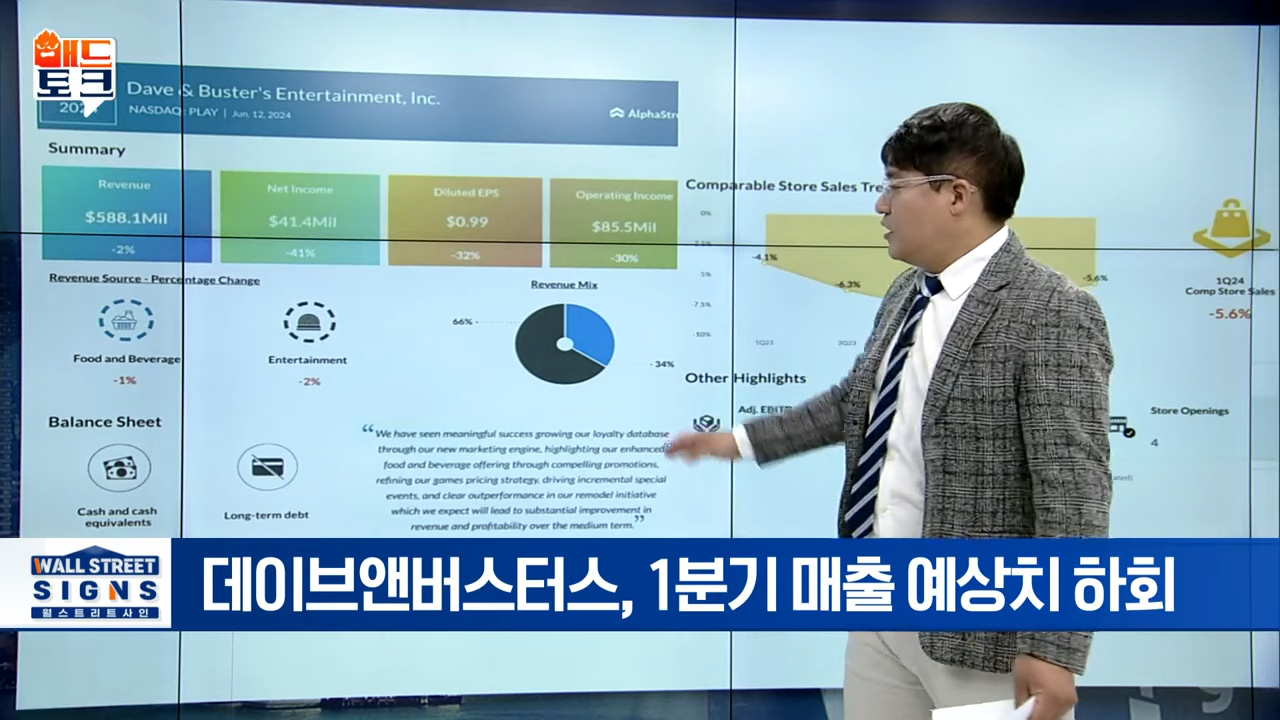 매드
토크
Dave & Buster's Entertainment, Inc.
NASDAQ: PLAY | Jun. 12, 2024
AlphaStre
Summary
Revenue
$588.1Mil
-2%
Net Income
$41.4Mil
-41%
Diluted EPS
$0.99
-32%
Operating Income
$85.5Mil
-30%
Revenue Source - Percentage Change
Food and Beverage
-1%
Entertainment
-2%
Revenue Mix
66%
34%
Balance Sheet
Cash and cash
equivalents
Long-term debt
“We have seen meaningful success growing our loyalty database
through our new marketing engine, highlighting our enhanced
food and beverage offering through compelling promotions,
refining our games pricing strategy, driving incremental special
events, and clear outperformance in our remodel initiative
which we expect will lead to substantial improvement in
revenue and profitability over the medium term.”
Comparable Store Sales Tre
0%
-5%
-7.5%
-10%
-4.1%
-6.3%
-5.6%
1Q23
2Q23
1Q24
Comp Store Sales
-5.6%
Other Highlights
Adj. EBITD
Store Openings
4
WALL STREET
SIGNS
월스트리트사인
데이브앤버스터스, 1분기 매출 예상치 하회